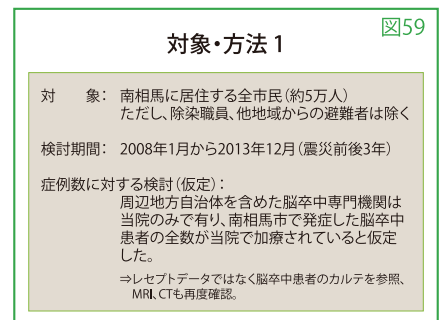 図59
対象・方法 1
対　　象： 南相馬に居住する全市民（約5万人）
ただし、除染職員、他地域からの避難者は除く
検討期間： 2008年1月から2013年12月（震災前後3年）
症例数に対する検討（仮定）：
周辺地方自治体を含めた脳卒中専門機関は
当院のみで有り、南相馬市で発症した脳卒中
患者の全数が当院で加療されていると仮定
した。
⇒レセプトデータではなく脳卒中患者のカルテを参照、
MRI、CTも再度確認。